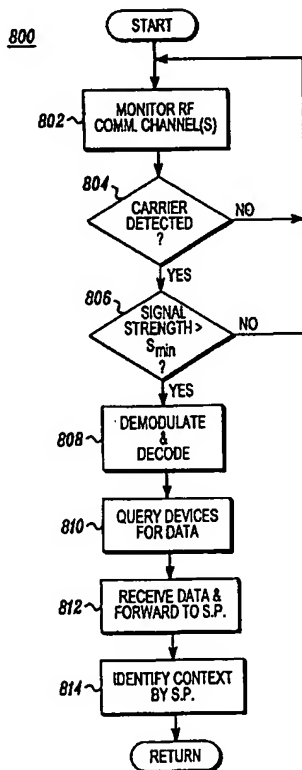 800
START
802
MONITOR RF
COMM. CHANNEL(S)
804
CARRIER
DETECTED
?
NO
YES
806
SIGNAL
STRENGTH >
Smin
?
NO
YES
808
DEMODULATE
&
DECODE
810
QUERY DEVICES
FOR DATA
812
RECEIVE DATA &
FORWARD TO S.P.
814
IDENTIFY CONTEXT
BY S.P.
RETURN